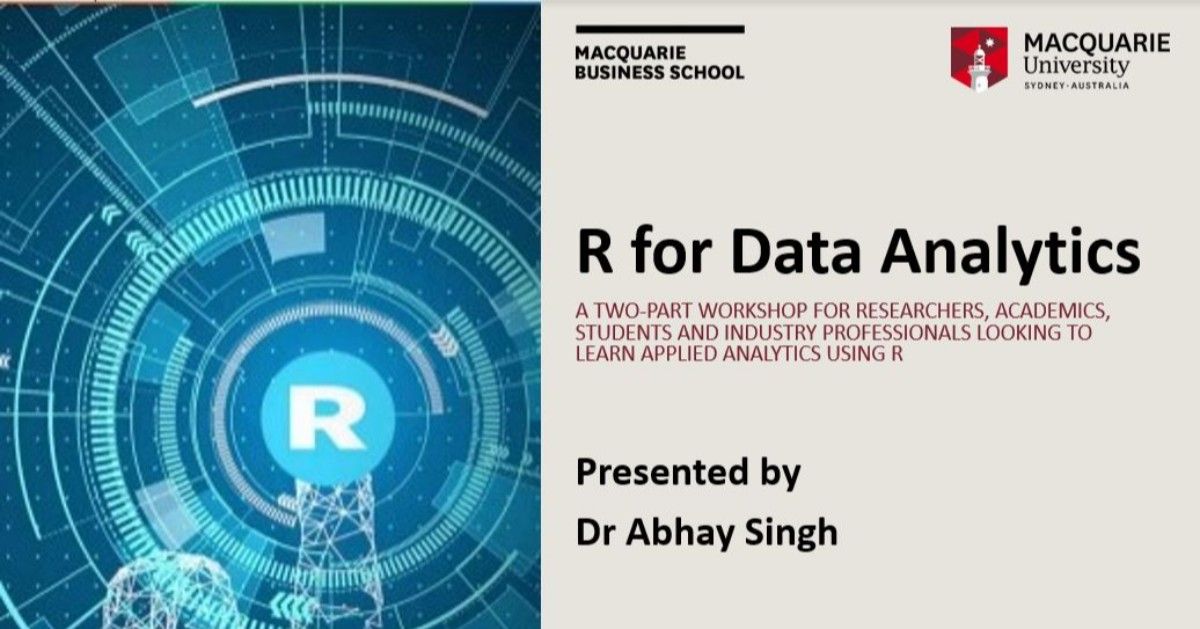 MACQUARIE
BUSINESS SCHOOL
MACQUARIE
University
SYDNEY·AUSTRALIA
R for Data Analytics
A TWO-PART WORKSHOP FOR RESEARCHERS, ACADEMICS,
STUDENTS AND INDUSTRY PROFESSIONALS LOOKING TO
LEARN APPLIED ANALYTICS USING R
R
Presented by
Dr Abhay Singh